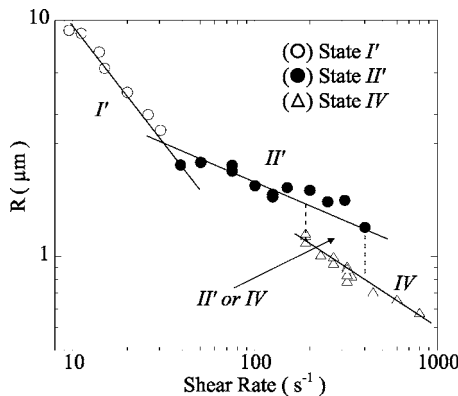 10
(○) State I'
(●) State II'
(△) State IV
I'
II'
R ( μm )
1
IV
II' or IV
10
100
1000
Shear Rate ( s⁻¹ )